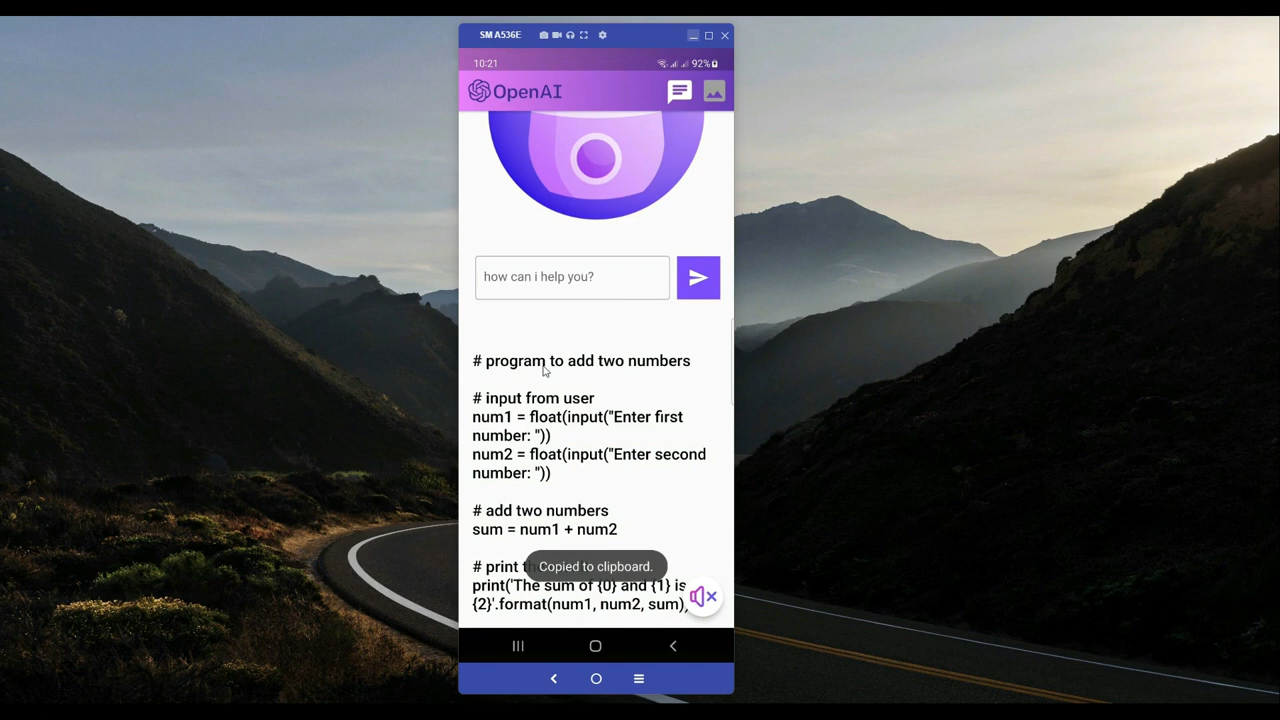 SM A536E
10:21
92%
OpenAI
how can i help you?
# program to add two numbers
# input from user
num1 = float(input("Enter first
number: "))
num2 = float(input("Enter second
number: "))
# add two numbers
sum = num1 + num2
# print
Copied to clipboard.
print('The sum of {0} and {1} is
{2}'.format(num1, num2, sum)